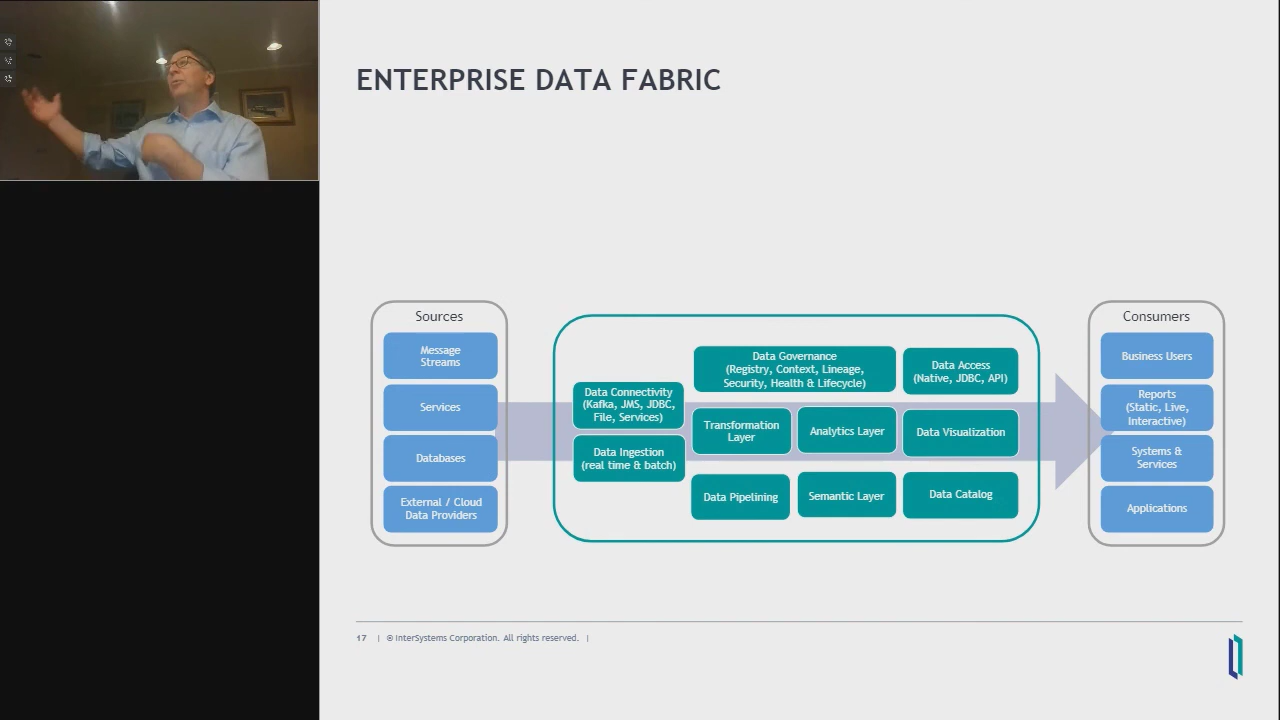 ENTERPRISE DATA FABRIC
Sources
Message
Streams
Services
Databases
External / Cloud
Data Providers
Data Connectivity
(Kafka, JMS, JDBC,
File, Services)
Data Ingestion
(real time & batch)
Data Governance
(Registry, Context, Lineage,
Security, Health & Lifecycle)
Data Access
(Native, JDBC, API)
Transformation
Layer
Analytics Layer
Data Visualization
Data Pipelining
Semantic Layer
Data Catalog
Consumers
Business Users
Reports
(Static, Live,
Interactive)
Systems &
Services
Applications
17 | © InterSystems Corporation. All rights reserved. |